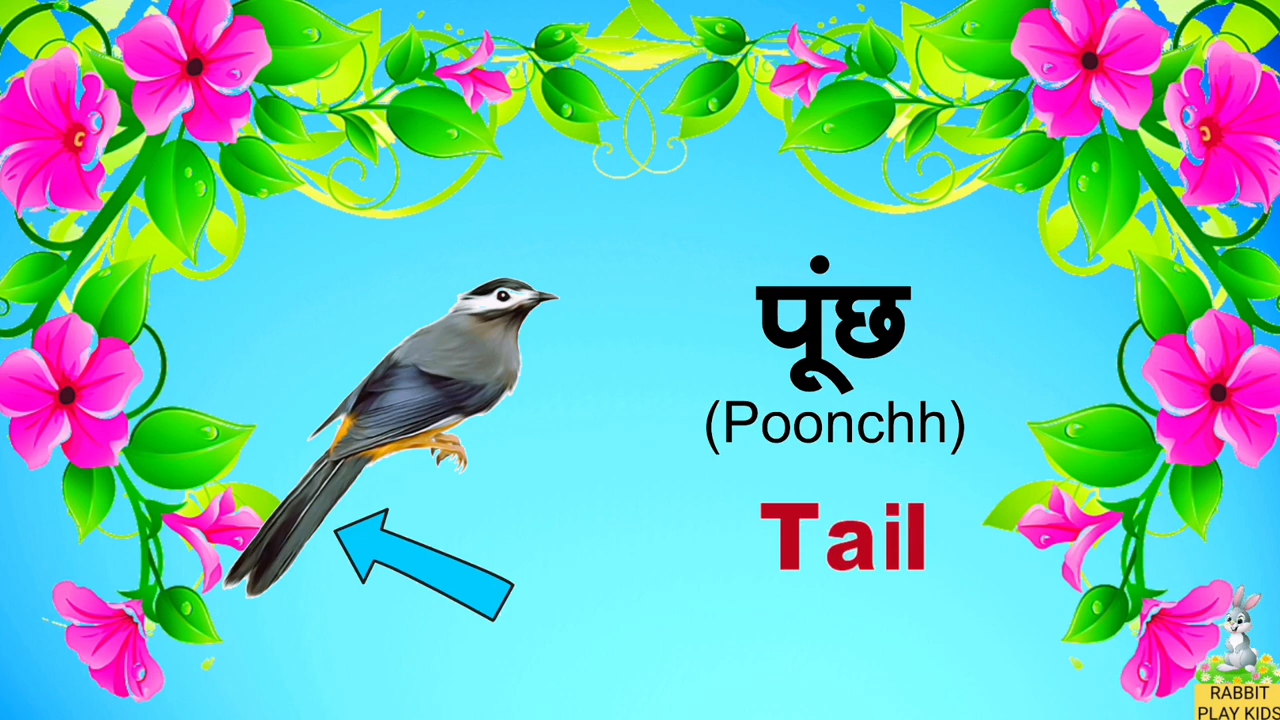 पूंछ
(Poonchh)
Tail
RABBIT
PLAY KIDS